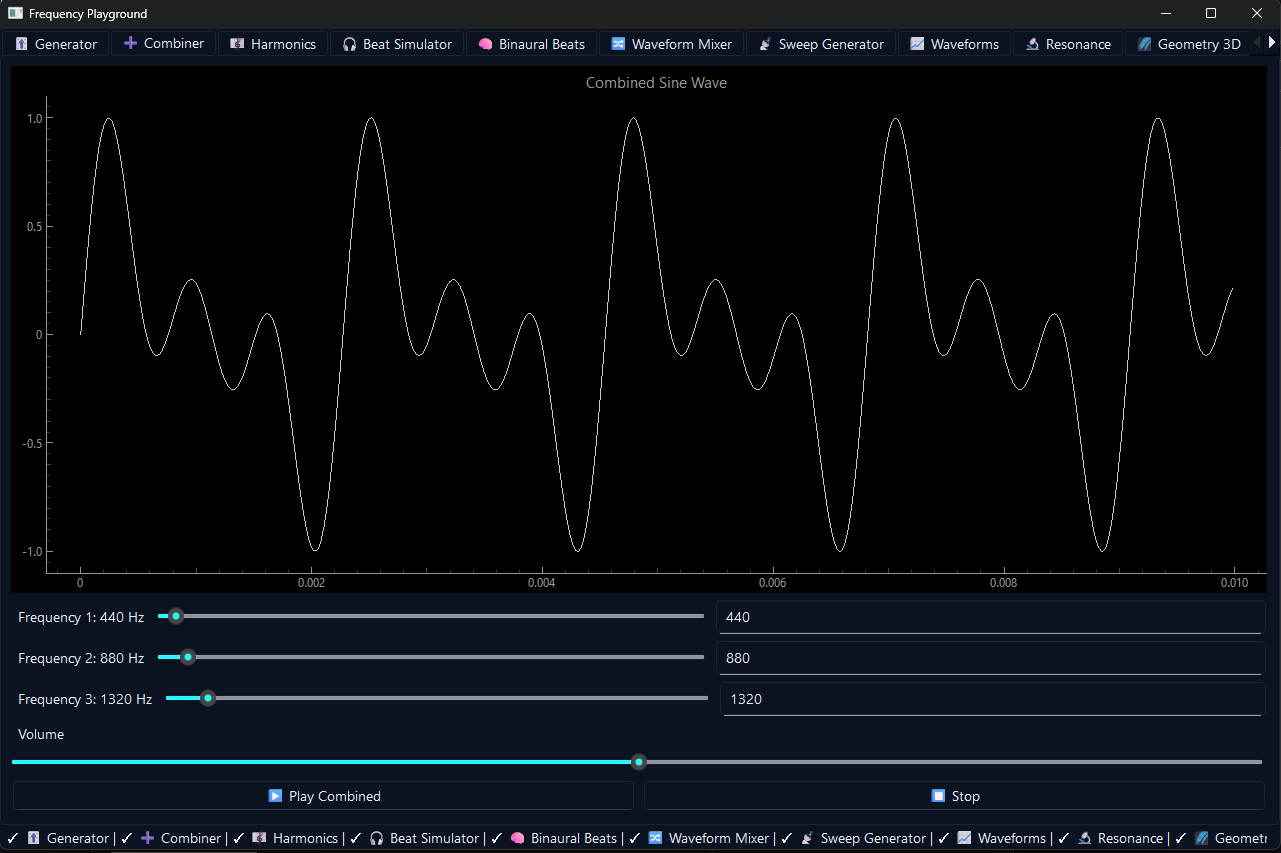 Frequency Playground
Generator Combiner Harmonics Beat Simulator Binaural Beats Waveform Mixer Sweep Generator Waveforms Resonance Geometry 3D
Combined Sine Wave
1.0
0.5
0
-0.5
-1.0
0 0.002 0.004 0.006 0.008 0.010
Frequency 1: 440 Hz 440
Frequency 2: 880 Hz 880
Frequency 3: 1320 Hz 1320
Volume
Play Combined Stop
✓ Generator | ✓ Combiner | ✓ Harmonics | ✓ Beat Simulator | ✓ Binaural Beats | ✓ Waveform Mixer | ✓ Sweep Generator | ✓ Waveforms | ✓ Resonance | ✓ Geometr